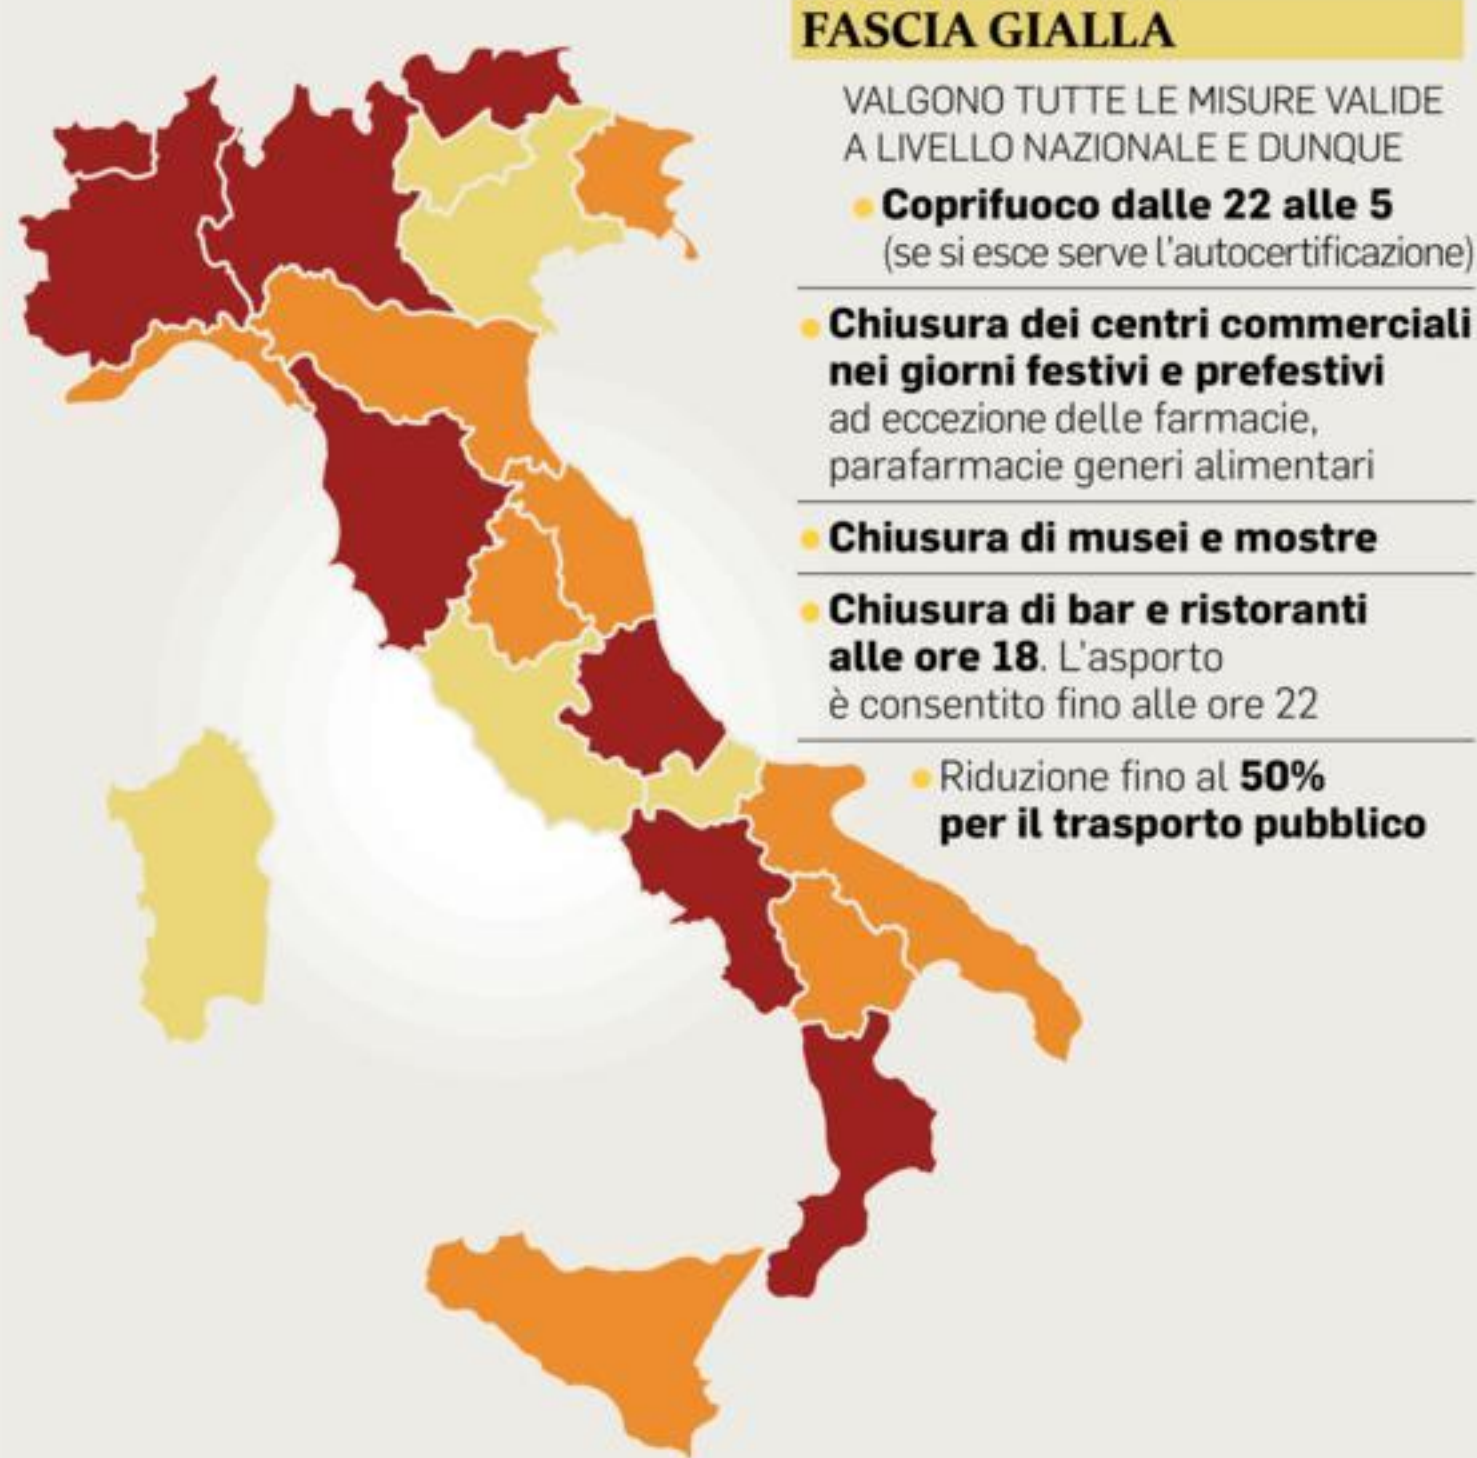 FASCIA GIALLA
VALGONO TUTTE LE MISURE VALIDE
A LIVELLO NAZIONALE E DUNQUE
• Coprifuoco dalle 22 alle 5
(se si esce serve l'autocertificazione)
• Chiusura dei centri commerciali
nei giorni festivi e prefestivi
ad eccezione delle farmacie,
parafarmacie generi alimentari
• Chiusura di musei e mostre
• Chiusura di bar e ristoranti
alle ore 18. L'asporto
è consentito fino alle ore 22
• Riduzione fino al 50%
per il trasporto pubblico